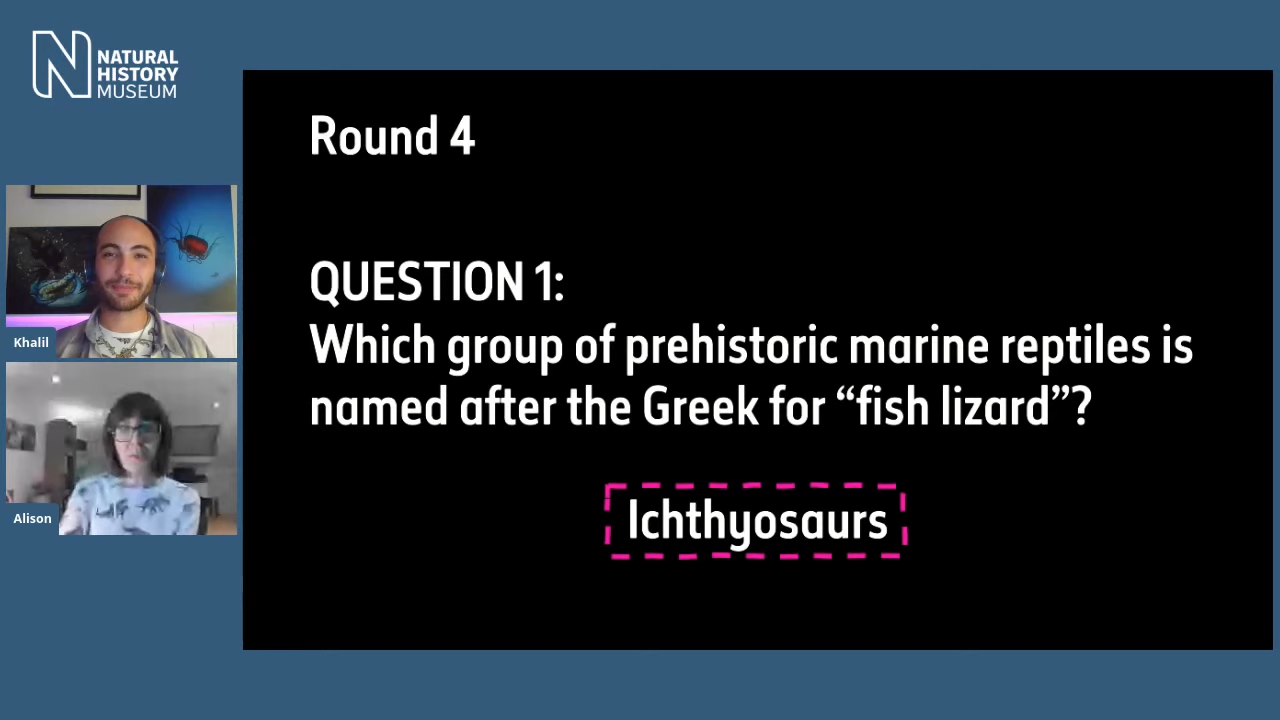 NATURAL
HISTORY
MUSEUM
Khalil
Alison
Round 4
QUESTION 1:
Which group of prehistoric marine reptiles is
named after the Greek for “fish lizard”?
Ichthyosaurs